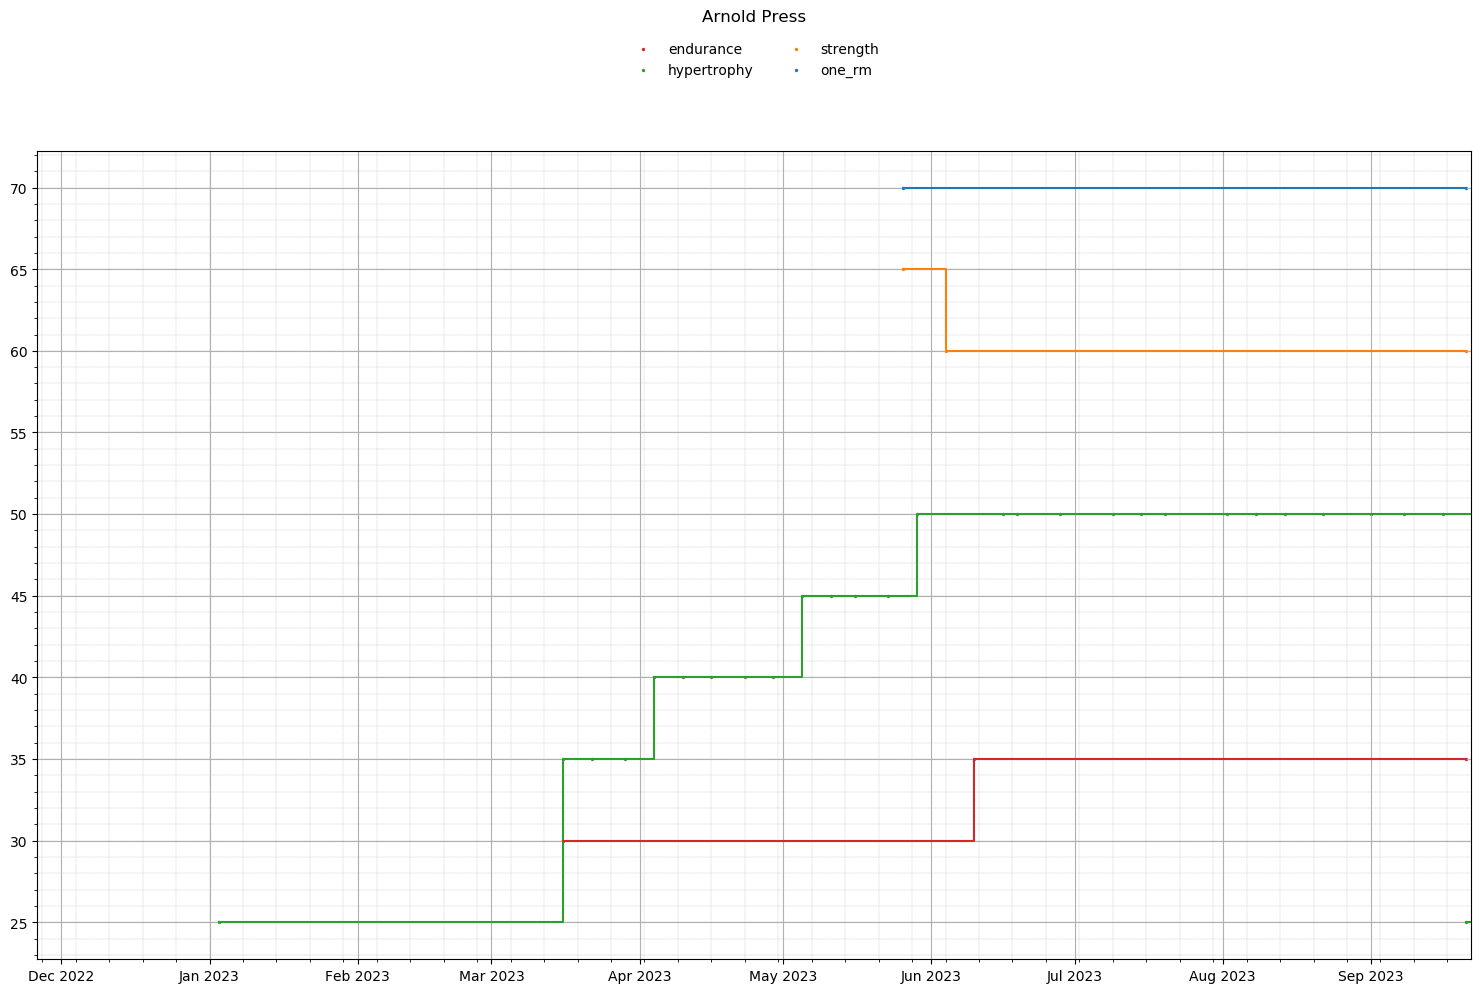 Arnold Press
endurance strength
hypertrophy one_rm
70
65
60
55
50
45
40
35
30
25
Dec 2022 Jan 2023 Feb 2023 Mar 2023 Apr 2023 May 2023 Jun 2023 Jul 2023 Aug 2023 Sep 2023